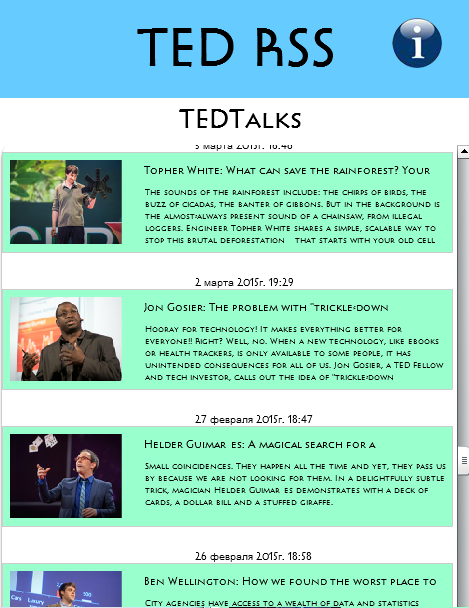 TED RSS
TEDTalks
3 марта 2015г. 16:46
Topher White: What can save the rainforest? Your
The sounds of the rainforest include: the chirps of birds, the
buzz of cicadas, the banter of gibbons. But in the background is
the almost-always present sound of a chainsaw, from illegal
loggers. Engineer Topher White shares a simple, scalable way to
stop this brutal deforestation that starts with your old cell
2 марта 2015г. 19:29
Jon Gosier: The problem with "trickle-down
Hooray for technology! It makes everything better for
everyone!! Right? Well, no. When a new technology, like ebooks
or health trackers, is only available to some people, it has
unintended consequences for all of us. Jon Gosier, a TED Fellow
and tech investor, calls out the idea of "trickle-down
27 февраля 2015г. 18:47
Helder Guimar es: A magical search for a
Small coincidences. They happen all the time and yet, they pass us
by because we are not looking for them. In a delightfully subtle
trick, magician Helder Guimar es demonstrates with a deck of
cards, a dollar bill and a stuffed giraffe.
26 февраля 2015г. 18:58
Ben Wellington: How we found the worst place to
City agencies have access to a wealth of data and statistics